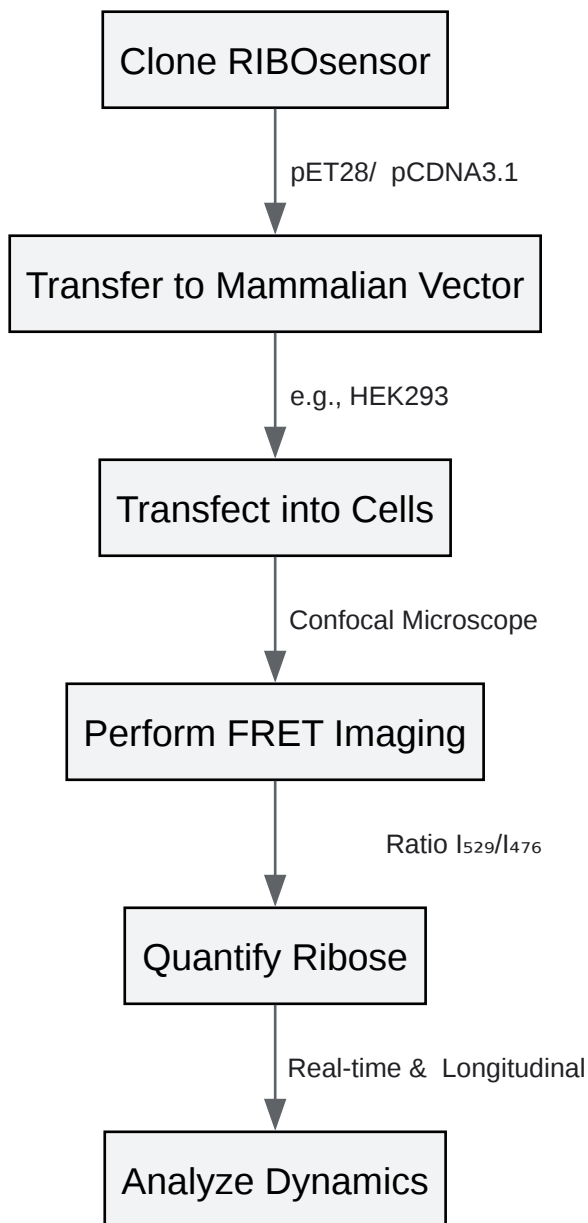 Clone RIBOsensor
pET28/ pCDNA3.1
Transfer to Mammalian Vector
e.g., HEK293
Transfect into Cells
Confocal Microscope
Perform FRET Imaging
Ratio I₅₂₉/I₄₇₆
Quantify Ribose
Real-time & Longitudinal
Analyze Dynamics